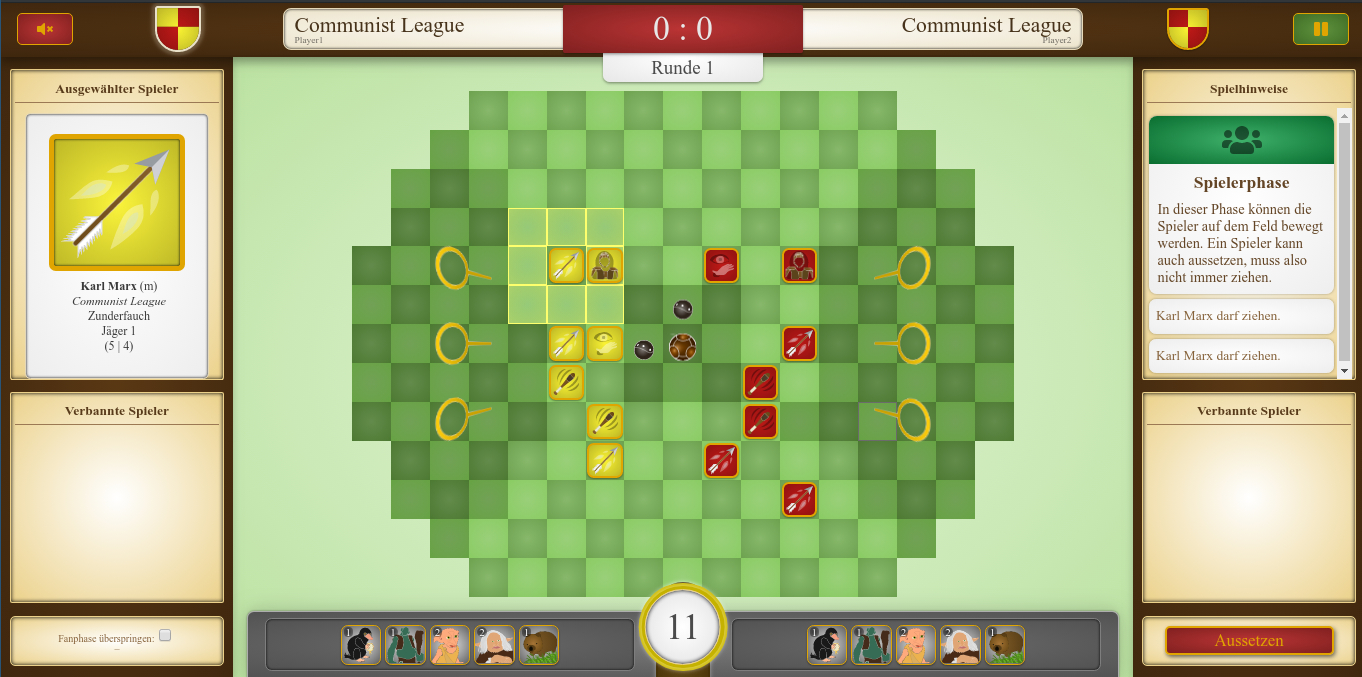 Communist League
Player1
0 : 0
Communist League
Player2
Runde 1
Ausgewählter Spieler
Karl Marx (m)
Communist League
Zunderfauch
Jäger 1
(5 | 4)
Verbannte Spieler
Fanphase überspringen:
–
1
1
2
2
1
11
1
1
2
2
1
Spielhinweise
Spielerphase
In dieser Phase können die
Spieler auf dem Feld bewegt
werden. Ein Spieler kann
auch aussetzen, muss also
nicht immer ziehen.
Karl Marx darf ziehen.
Karl Marx darf ziehen.
Verbannte Spieler
Aussetzen